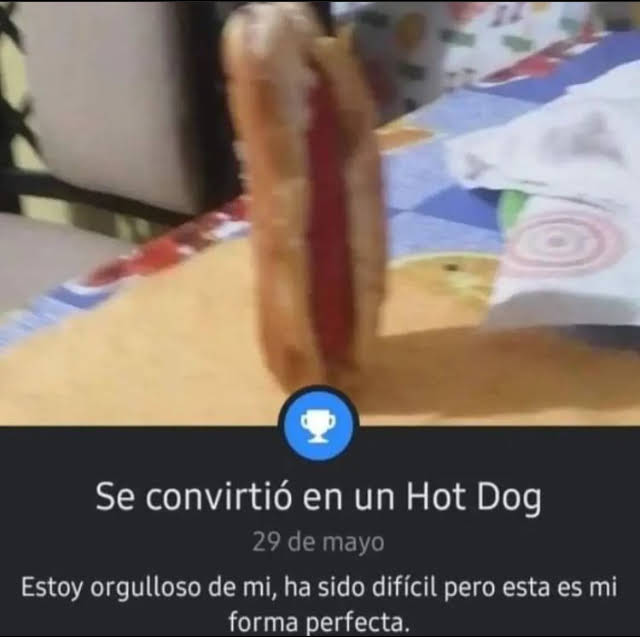 Se convirtió en un Hot Dog
29 de mayo
Estoy orgulloso de mi, ha sido difícil pero esta es mi
forma perfecta.